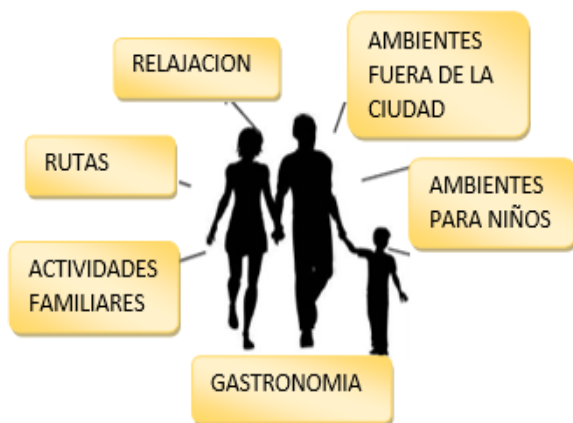 RELAJACION
AMBIENTES
FUERA DE LA
CIUDAD
RUTAS
AMBIENTES
PARA NIÑOS
ACTIVIDADES
FAMILIARES
GASTRONOMIA